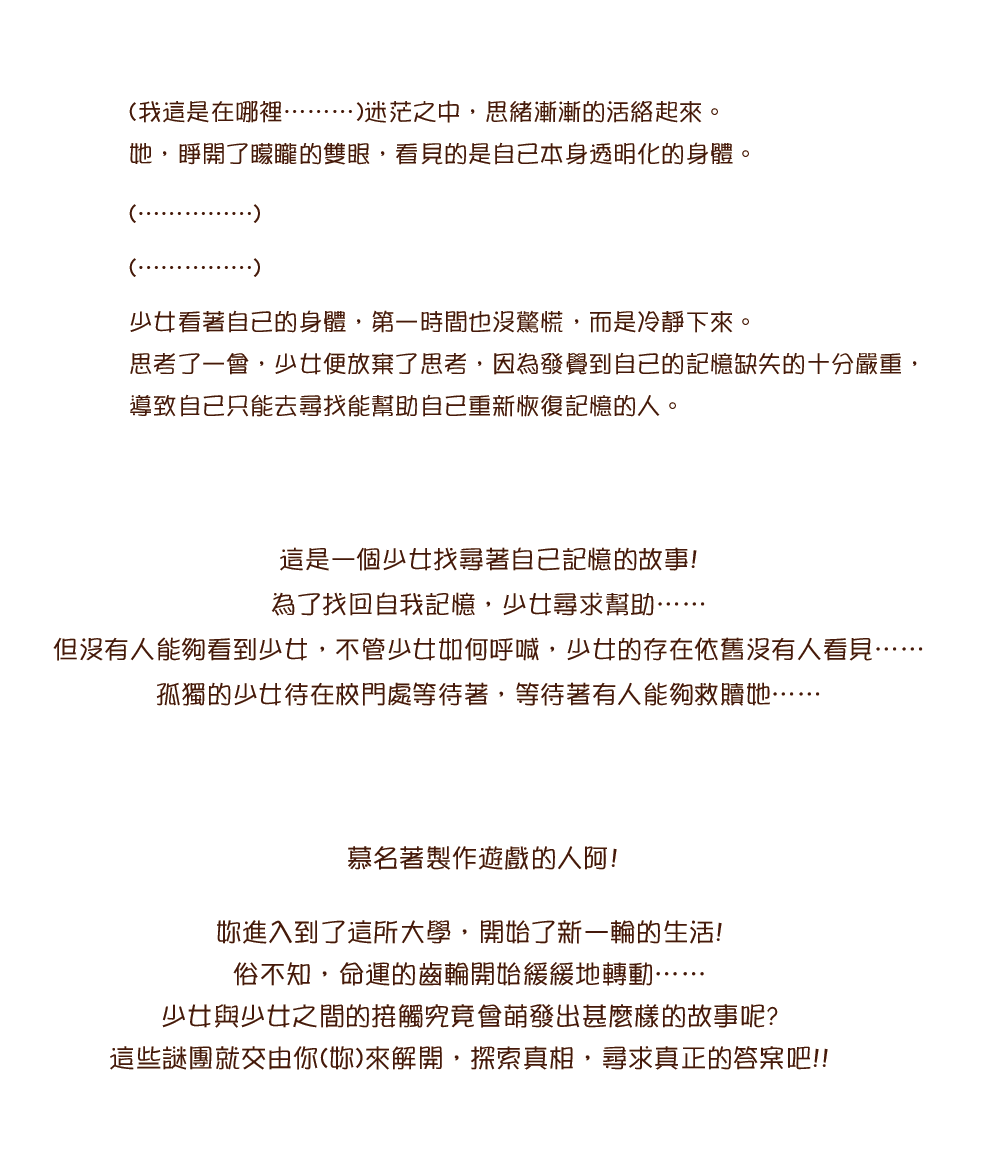 (我這是在哪裡………)迷茫之中，思緒漸漸的活絡起來。
她，睜開了矇矓的雙眼，看見的是自己本身透明化的身體。
(……………)
(……………)
少女看著自己的身體，第一時間也沒驚慌，而是冷靜下來。
思考了一會，少女便放棄了思考，因為發覺到自己的記憶缺失的十分嚴重，
導致自己只能去尋找能幫助自己重新恢復記憶的人。
這是一個少女找尋著自己記憶的故事!
為了找回自我記憶，少女尋求幫助……
但沒有人能夠看到少女，不管少女如何呼喊，少女的存在依舊沒有人看見……
孤獨的少女待在校門處等待著，等待著有人能夠救贖她……
慕名著製作遊戲的人阿!
妳進入到了這所大學，開始了新一輪的生活!
俗不知，命運的齒輪開始緩緩地轉動……
少女與少女之間的接觸究竟會萌發出甚麼樣的故事呢?
這些謎團就交由你(妳)來解開，探索真相，尋求真正的答案吧!!